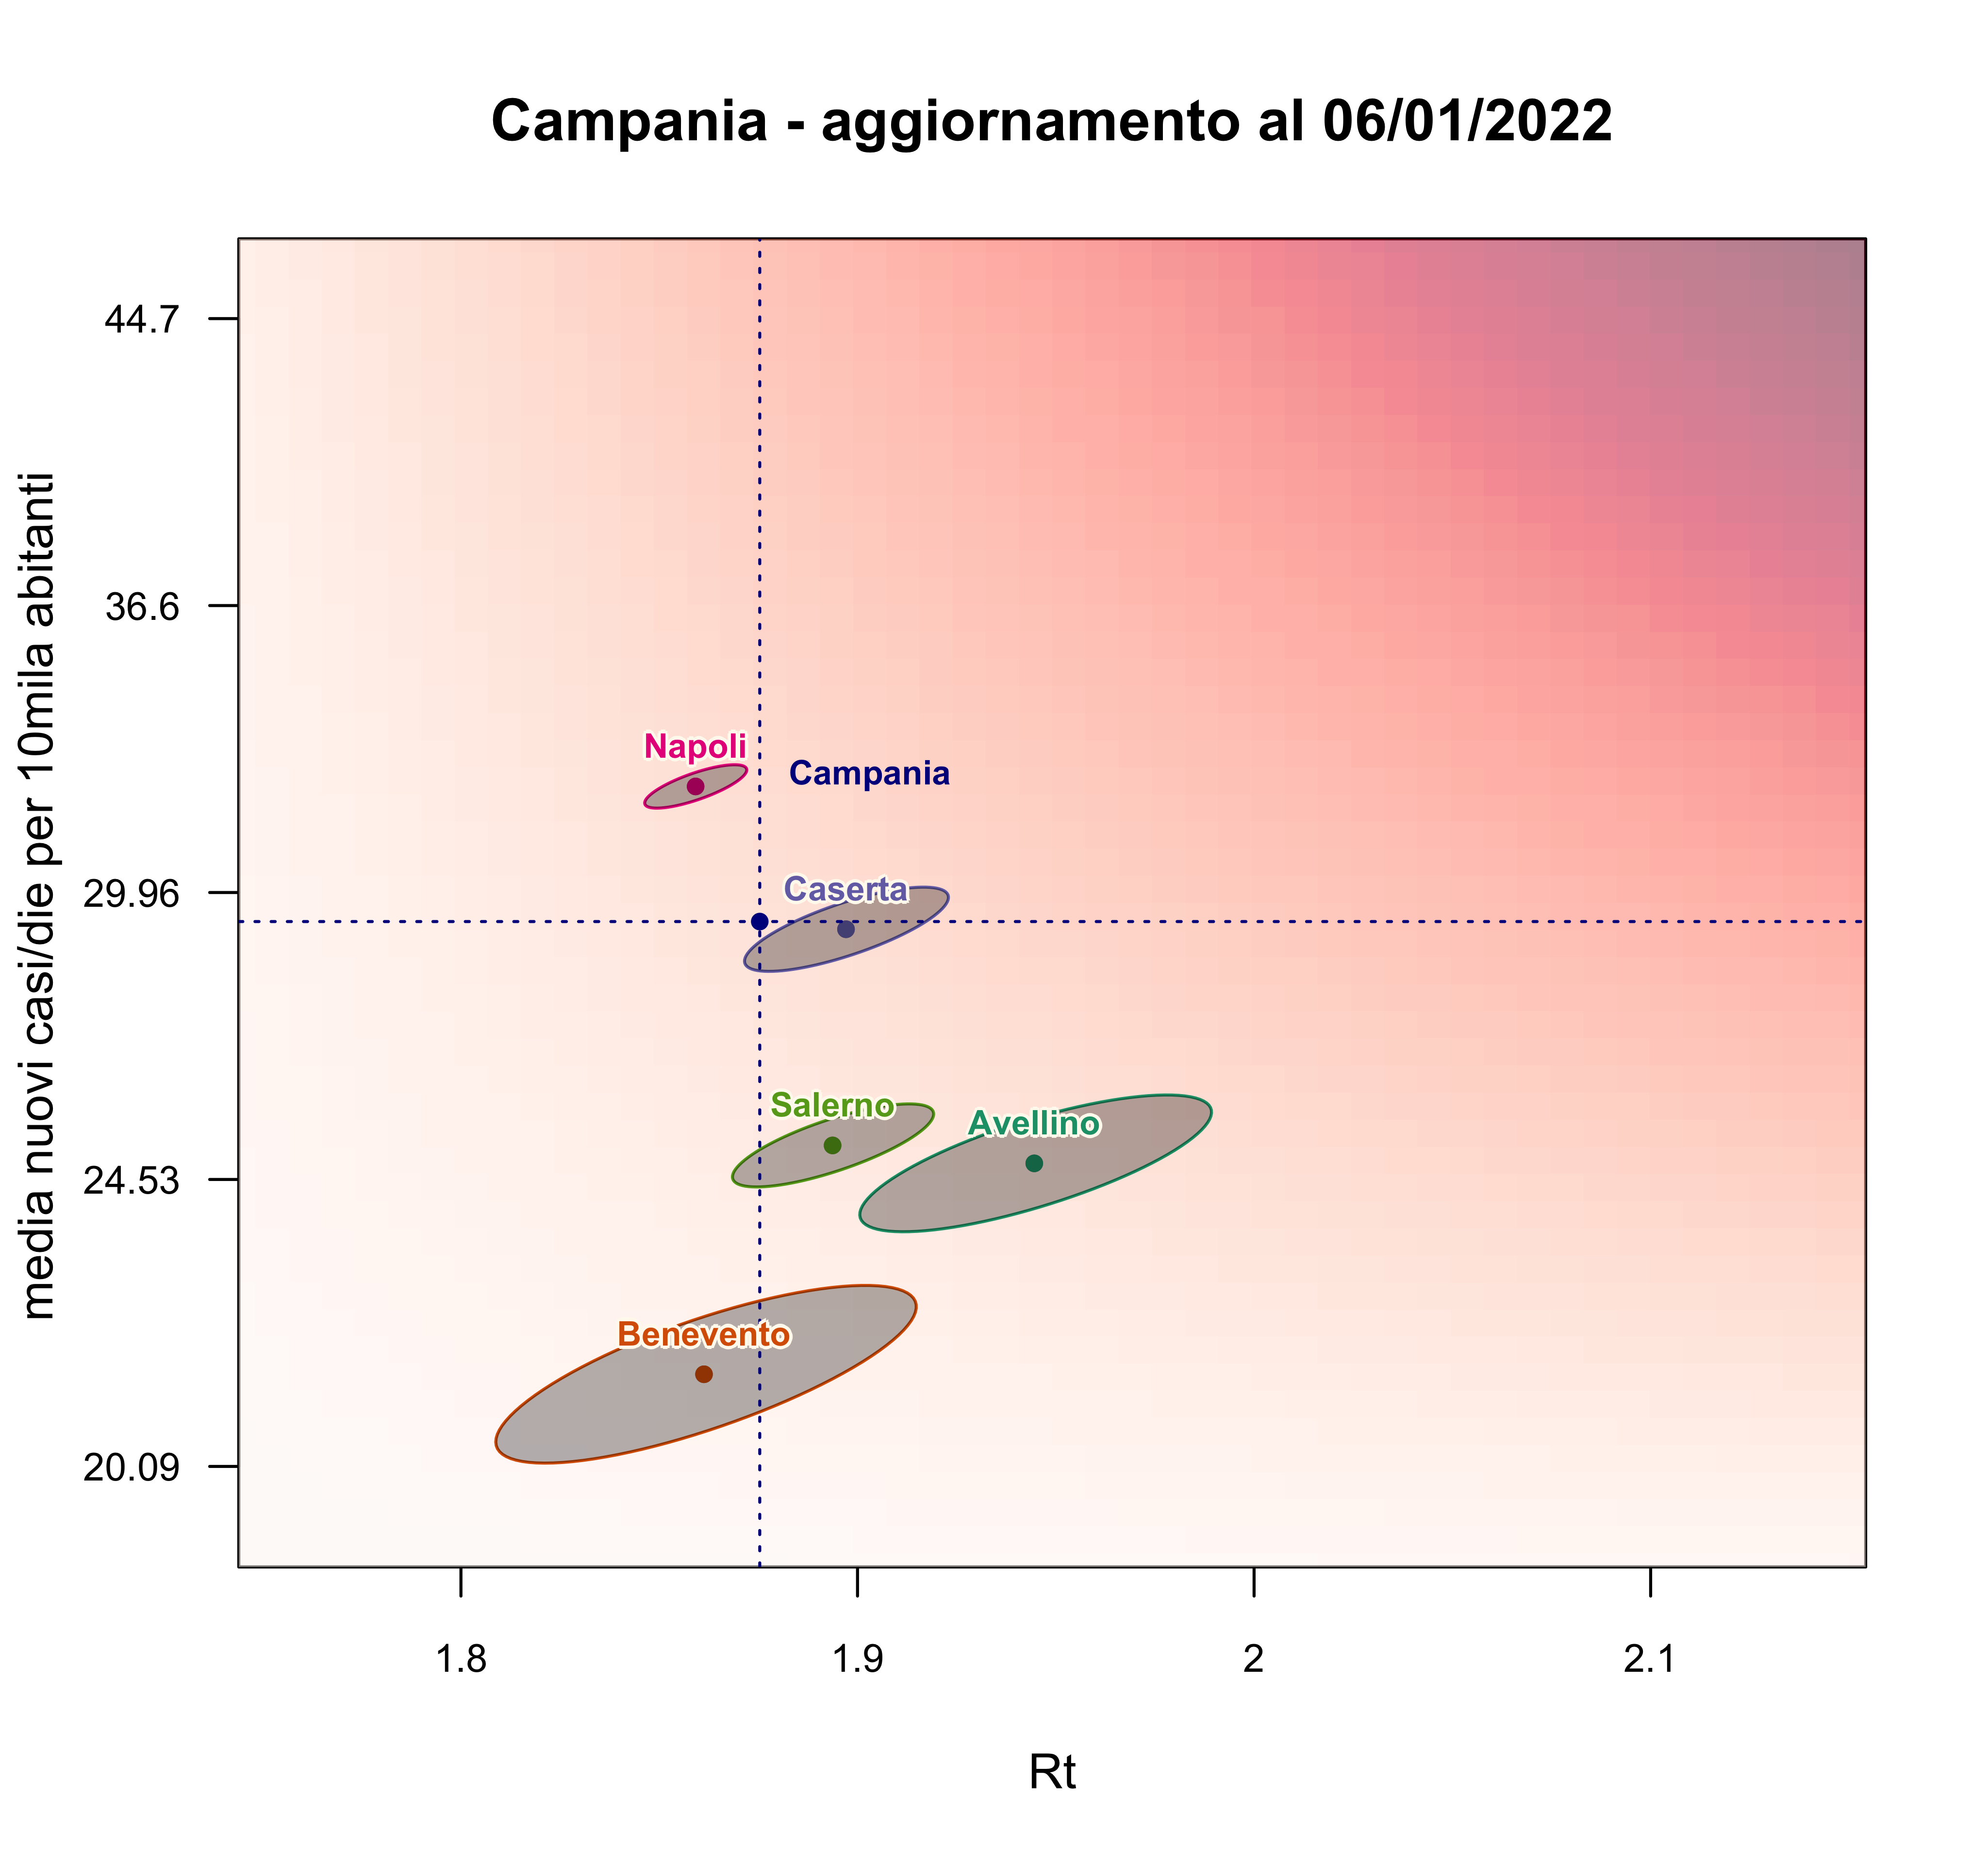 Campania - aggiornamento al 06/01/2022
media nuovi casi/die per 10mila abitanti
44.7
36.6
29.96
24.53
20.09
Napoli
Campania
Caserta
Salerno
Avellino
Benevento
1.8
1.9
2
2.1
Rt